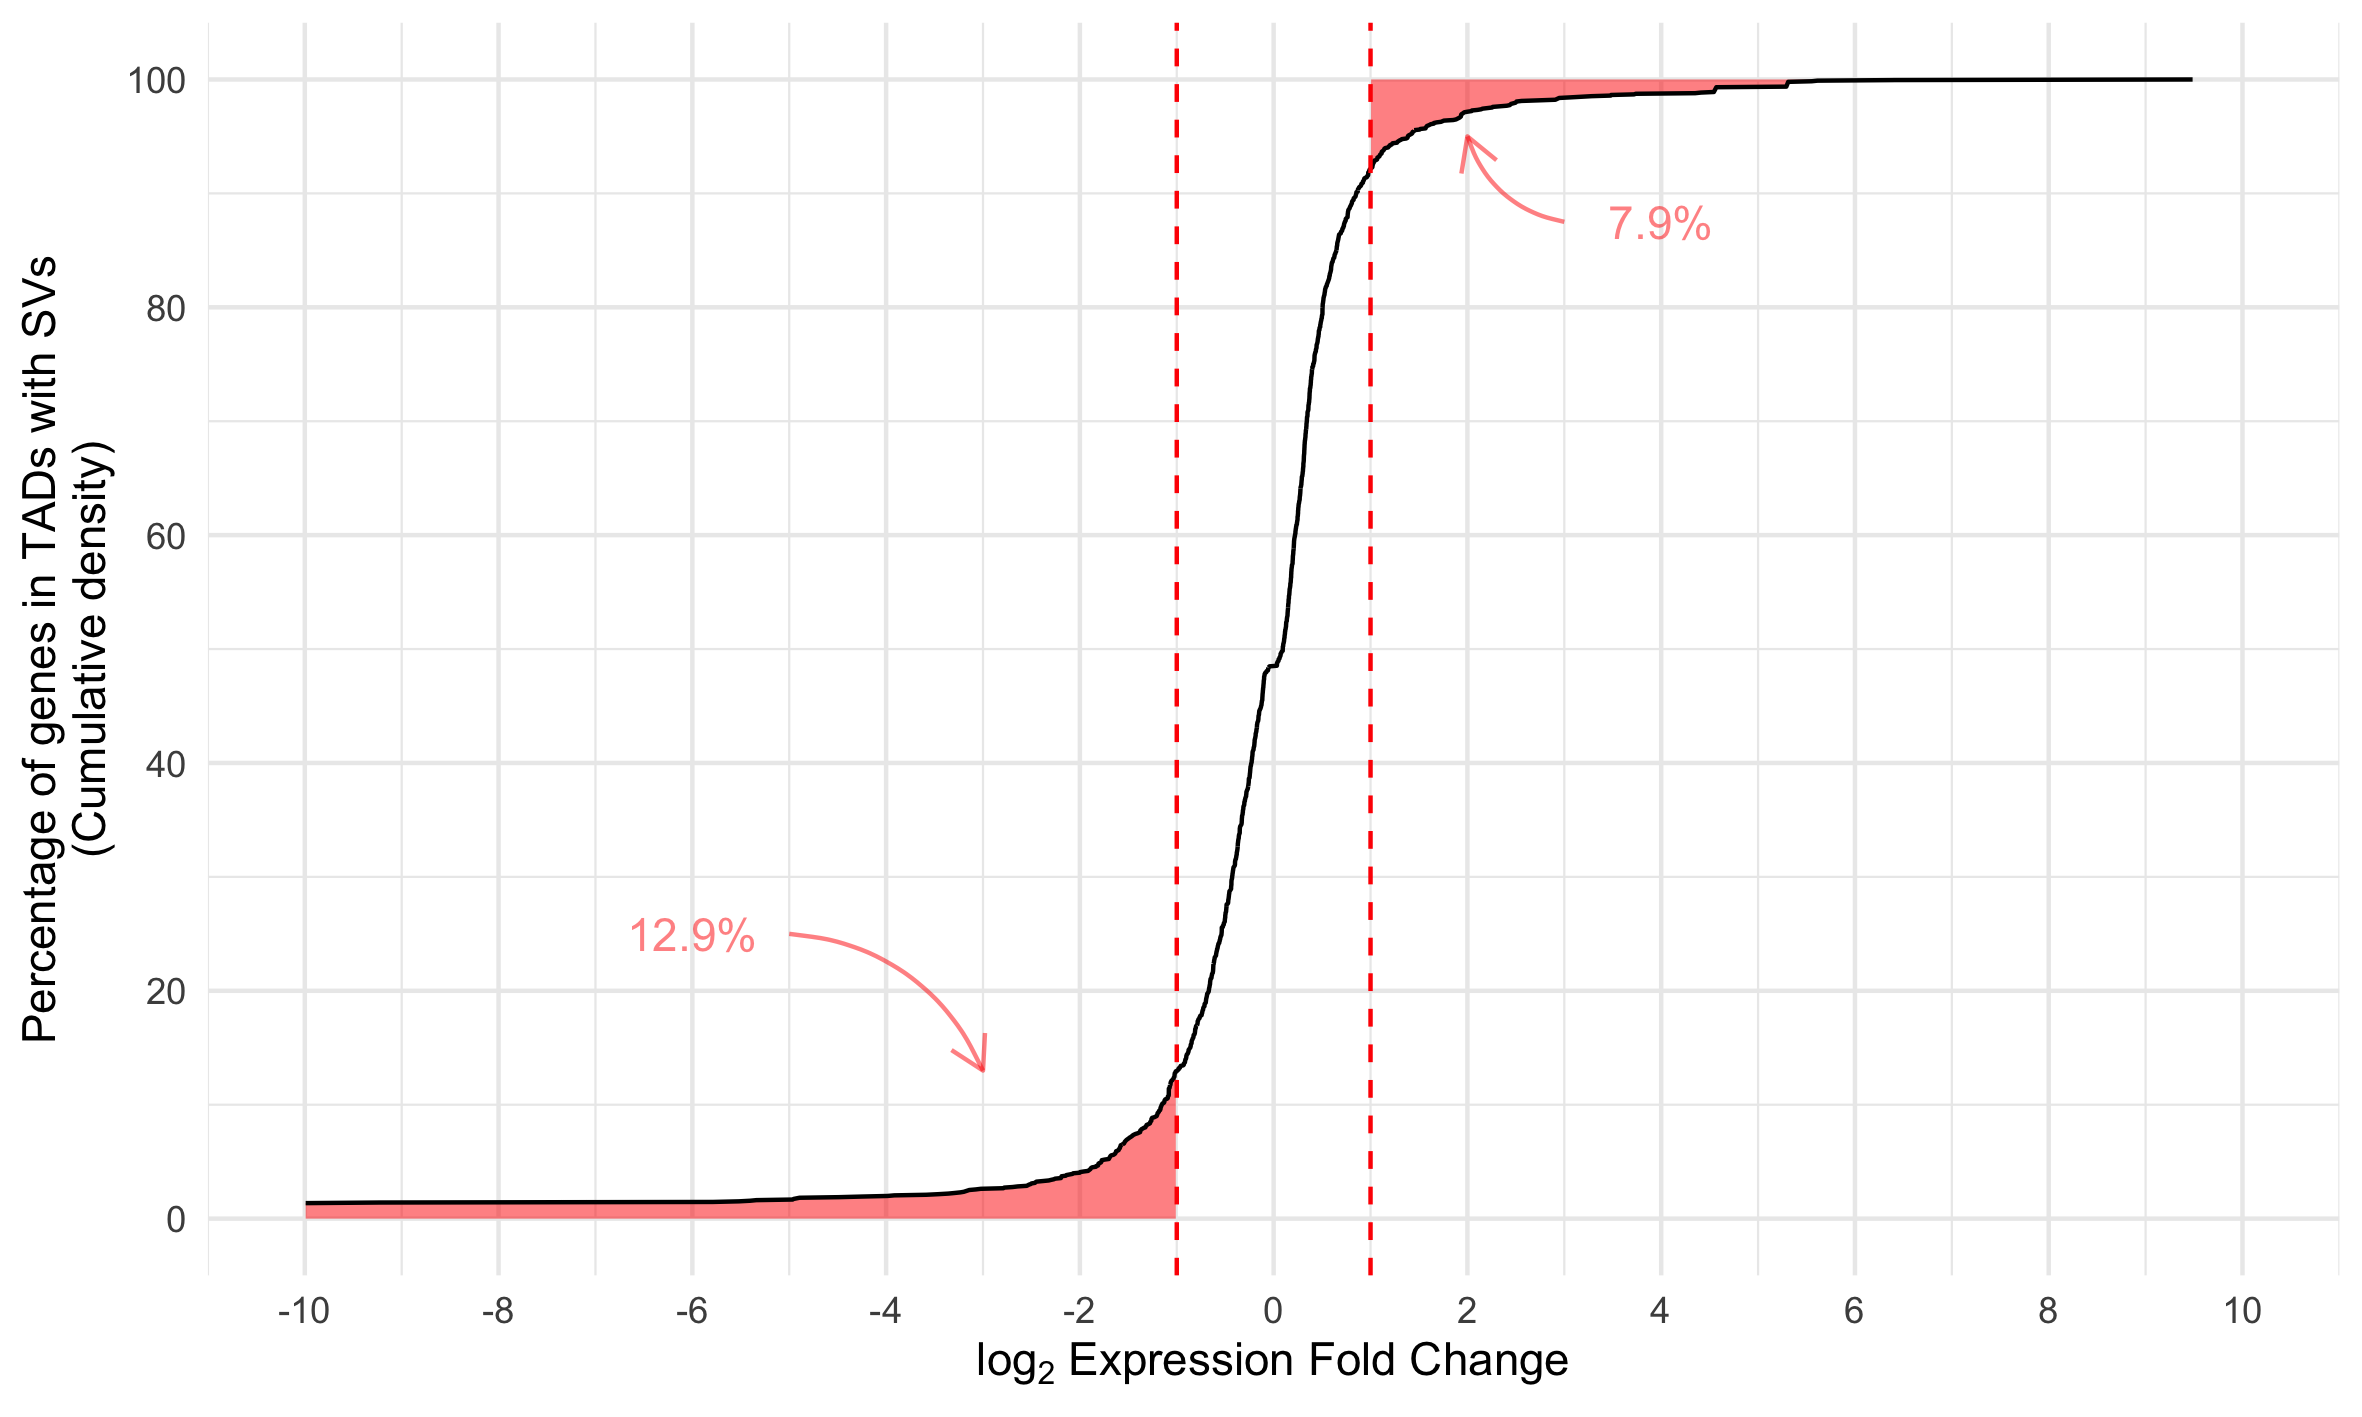 Percentage of genes in TADs with SVs
(Cumulative density)
100
80
60
40
20
0
7.9%
12.9%
-10 -8 -6 -4 -2 0 2 4 6 8 10
log₂ Expression Fold Change